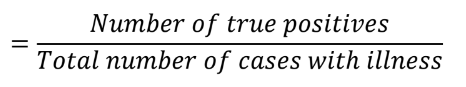 Number of true positives
=
Total number of cases with illness